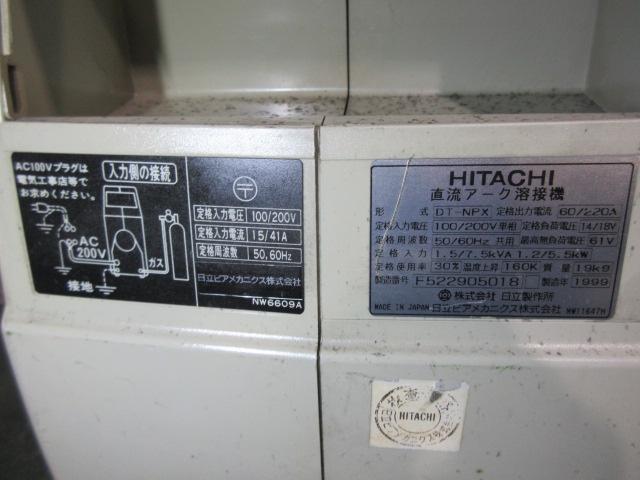 AC100Vプラグは
電気工事店等で
お求めください。
入力側の接続
AC
200V
ガス
接地
定格入力電圧 100/200V
定格入力電流 15/41A
定格周波数 50,60Hz
日立ビアメカニクス株式会社
NW6609A
HITACHI
直流アーク溶接機
形式 DT-NPX 定格出力電流 60/220A
定格入力電圧 100/200V単相 定格負荷電圧 14/18V
定格周波数 50/60Hz 共用 最高無負荷電圧 61V
定格入力 1.5/7.5kVA 1.2/5.5kW
定格使用率 30% 温度上昇 160K 質量 19kg
製造番号 F522905018 製造年 1999
株式会社 日立製作所
MADE IN JAPAN 日立ビアメカニクス株式会社 NW11647M
HITACHI